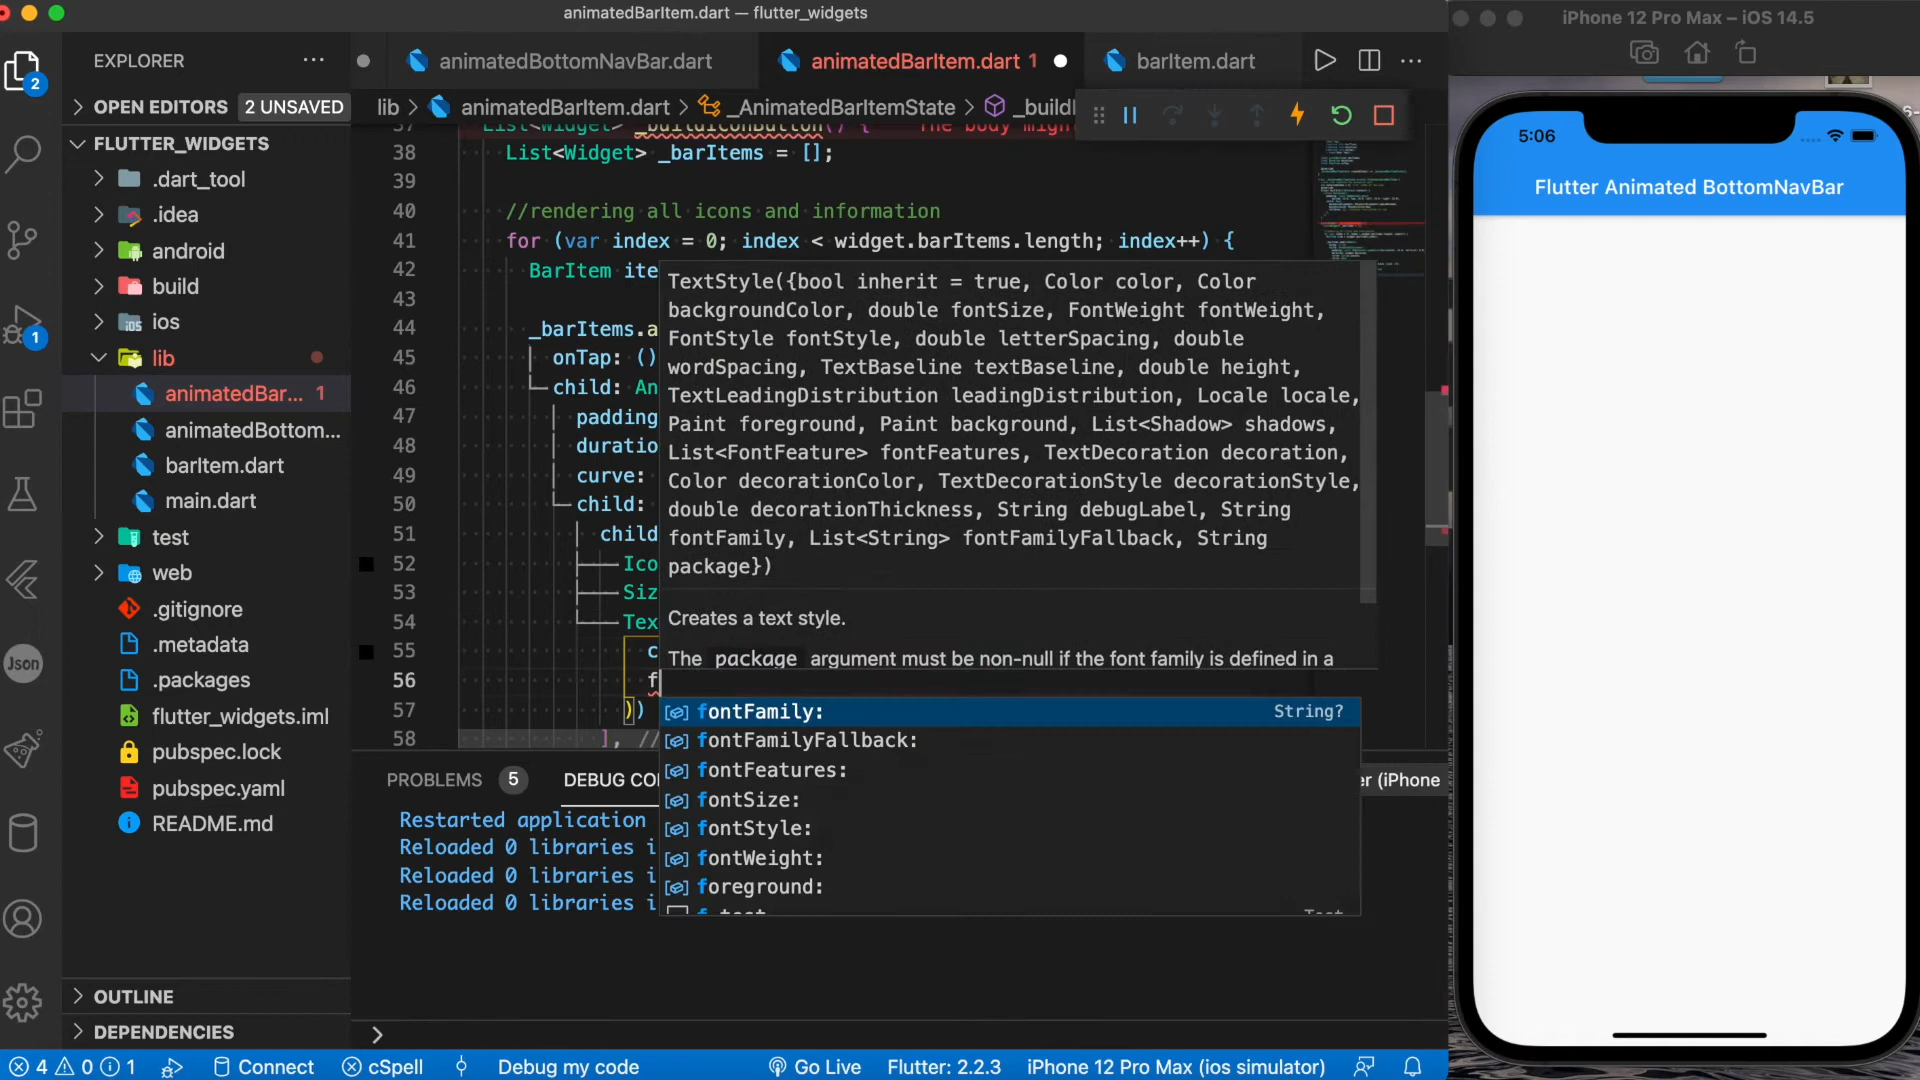 animatedBarItem.dart — flutter_widgets
iPhone 12 Pro Max – iOS 14.5
EXPLORER
animatedBottomNavBar.dart
animatedBarItem.dart 1
barItem.dart
2
OPEN EDITORS
2 UNSAVED
lib > animatedBarItem.dart > _AnimatedBarItemState >
FLUTTER_WIDGETS
.dart_tool
.idea
android
build
ios
lib
animatedBar... 1
animatedBottom...
barItem.dart
main.dart
test
web
.gitignore
.metadata
.packages
flutter_widgets.iml
pubspec.lock
pubspec.yaml
README.md
OUTLINE
DEPENDENCIES
1
Json
37 List<Widget> _buildIconButton() {
38 List<Widget> _barItems = [];
39
40 //rendering all icons and information
41 for (var index = 0; index < widget.barItems.length; index++) {
42 BarItem ite
43
44 _barItems.a
45 onTap: ()
46 child: An
47 padding
48 duratio
49 curve:
50 child:
51 child
52 Ico
53 Siz
54 Tex
55 c
56 f
57 ))
58 ], //
TextStyle({bool inherit = true, Color color, Color
backgroundColor, double fontSize, FontWeight fontWeight,
FontStyle fontStyle, double letterSpacing, double
wordSpacing, TextBaseline textBaseline, double height,
TextLeadingDistribution leadingDistribution, Locale locale,
Paint foreground, Paint background, List<Shadow> shadows,
List<FontFeature> fontFeatures, TextDecoration decoration,
Color decorationColor, TextDecorationStyle decorationStyle,
double decorationThickness, String debugLabel, String
fontFamily, List<String> fontFamilyFallback, String
package})
Creates a text style.
The package argument must be non-null if the font family is defined in a
fontFamily: String?
fontFamilyFallback:
fontFeatures:
fontSize:
fontStyle:
fontWeight:
foreground:
PROBLEMS 5
DEBUG CO
er (iPhone
Restarted application
Reloaded 0 libraries i
Reloaded 0 libraries i
Reloaded 0 libraries i
4 0 1
Connect
cSpell
Debug my code
Go Live
Flutter: 2.2.3
iPhone 12 Pro Max (ios simulator)
5:06
Flutter Animated BottomNavBar